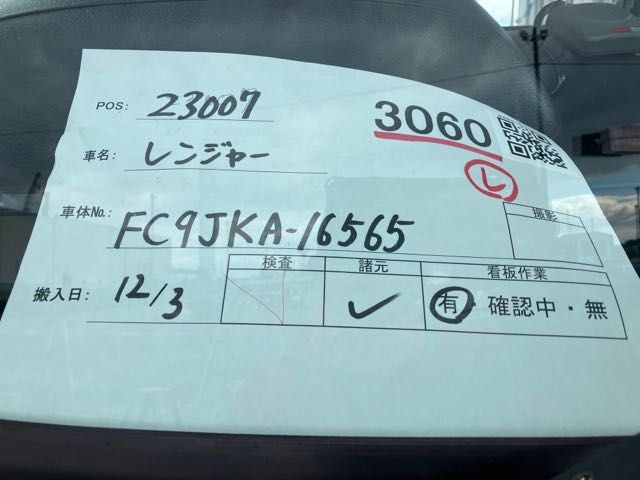 POS: 23007
3060
車名: レンジャー
レ
車体No.: FC9JKA-16565
撮影
検査 諸元 看板作業
搬入日: 12/3 ✓ 有・確認中・無